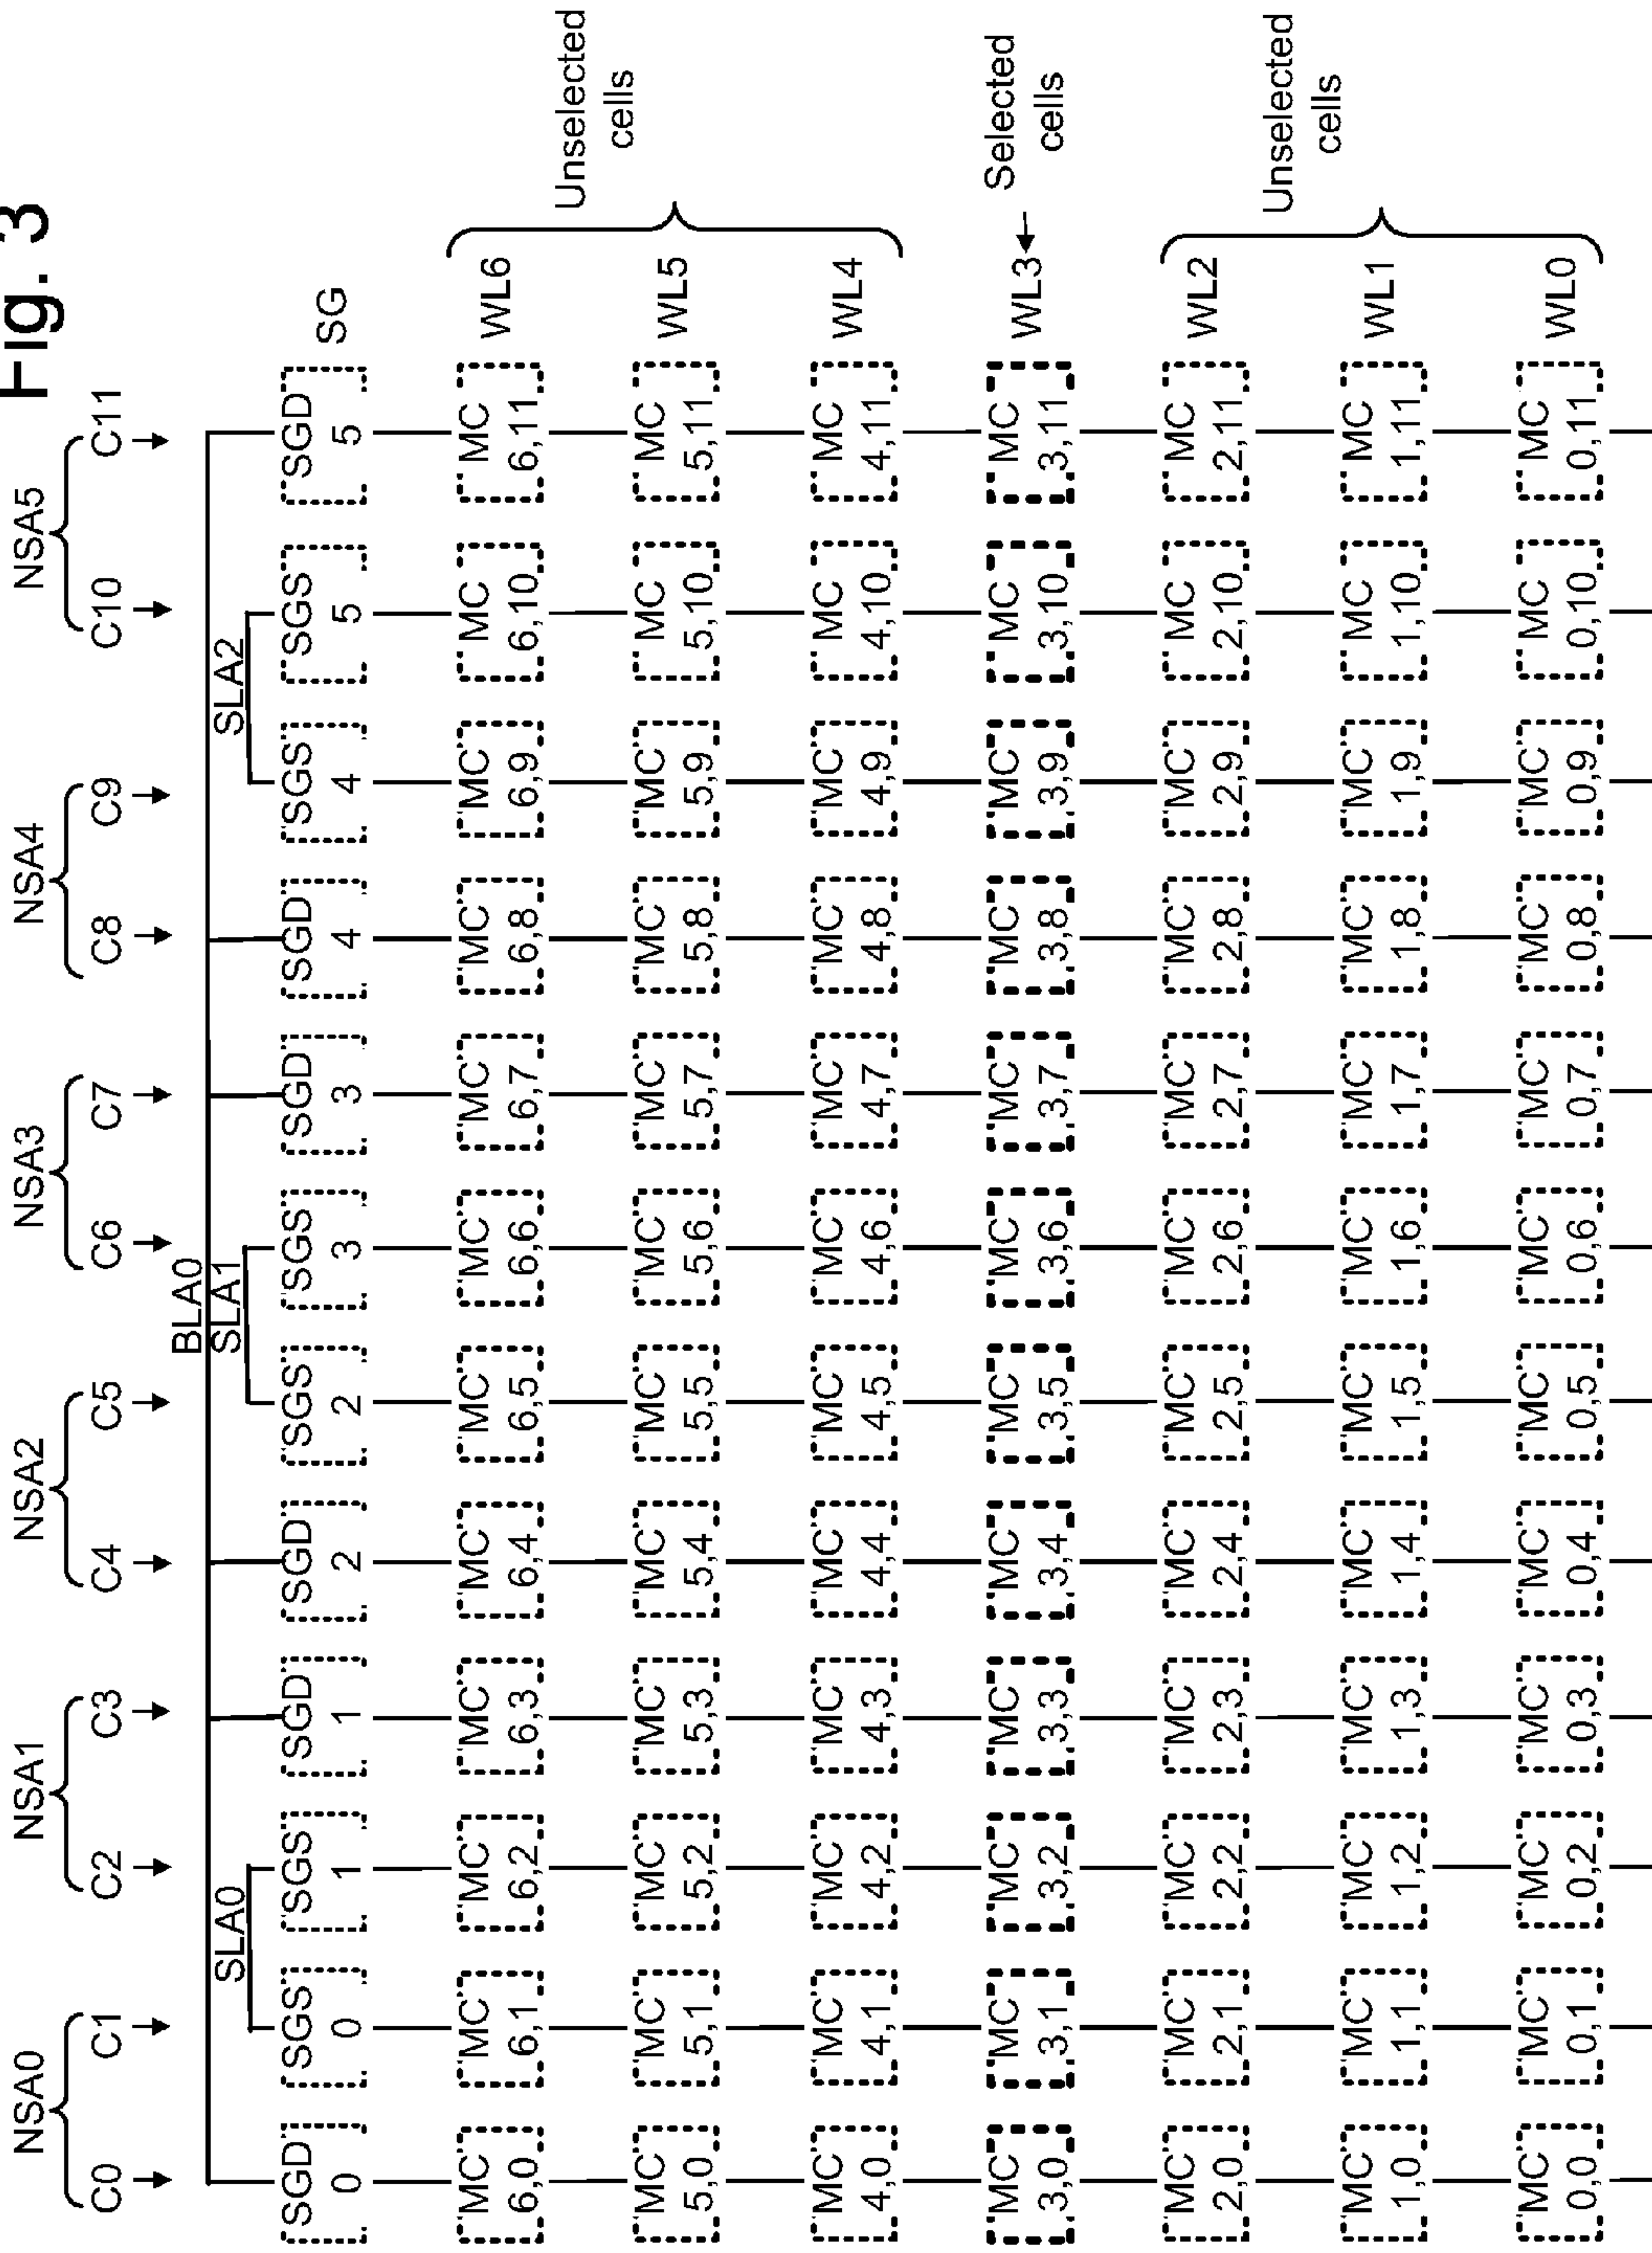 Fig. 3
NSA0 NSA1 NSA2 NSA3 NSA4 NSA5
C0 C1 C2 C3 C4 C5 C6 C7 C8 C9 C10 C11
BLA0
SLA0 SLA1 SLA2
SGD SGS SGS SGD SGD SGS SGS SGD SGD SGS SGS SGD
0 0 1 1 2 2 3 3 4 4 5 5
SG
MC MC MC MC MC MC MC MC MC MC MC MC
6,0 6,1 6,2 6,3 6,4 6,5 6,6 6,7 6,8 6,9 6,10 6,11
WL6
Unselected
cells
MC MC MC MC MC MC MC MC MC MC MC MC
5,0 5,1 5,2 5,3 5,4 5,5 5,6 5,7 5,8 5,9 5,10 5,11
WL5
MC MC MC MC MC MC MC MC MC MC MC MC
4,0 4,1 4,2 4,3 4,4 4,5 4,6 4,7 4,8 4,9 4,10 4,11
WL4
MC MC MC MC MC MC MC MC MC MC MC MC
3,0 3,1 3,2 3,3 3,4 3,5 3,6 3,7 3,8 3,9 3,10 3,11
WL3
Selected
cells
MC MC MC MC MC MC MC MC MC MC MC MC
2,0 2,1 2,2 2,3 2,4 2,5 2,6 2,7 2,8 2,9 2,10 2,11
WL2
Unselected
cells
MC MC MC MC MC MC MC MC MC MC MC MC
1,0 1,1 1,2 1,3 1,4 1,5 1,6 1,7 1,8 1,9 1,10 1,11
WL1
MC MC MC MC MC MC MC MC MC MC MC MC
0,0 0,1 0,2 0,3 0,4 0,5 0,6 0,7 0,8 0,9 0,10 0,11
WL0